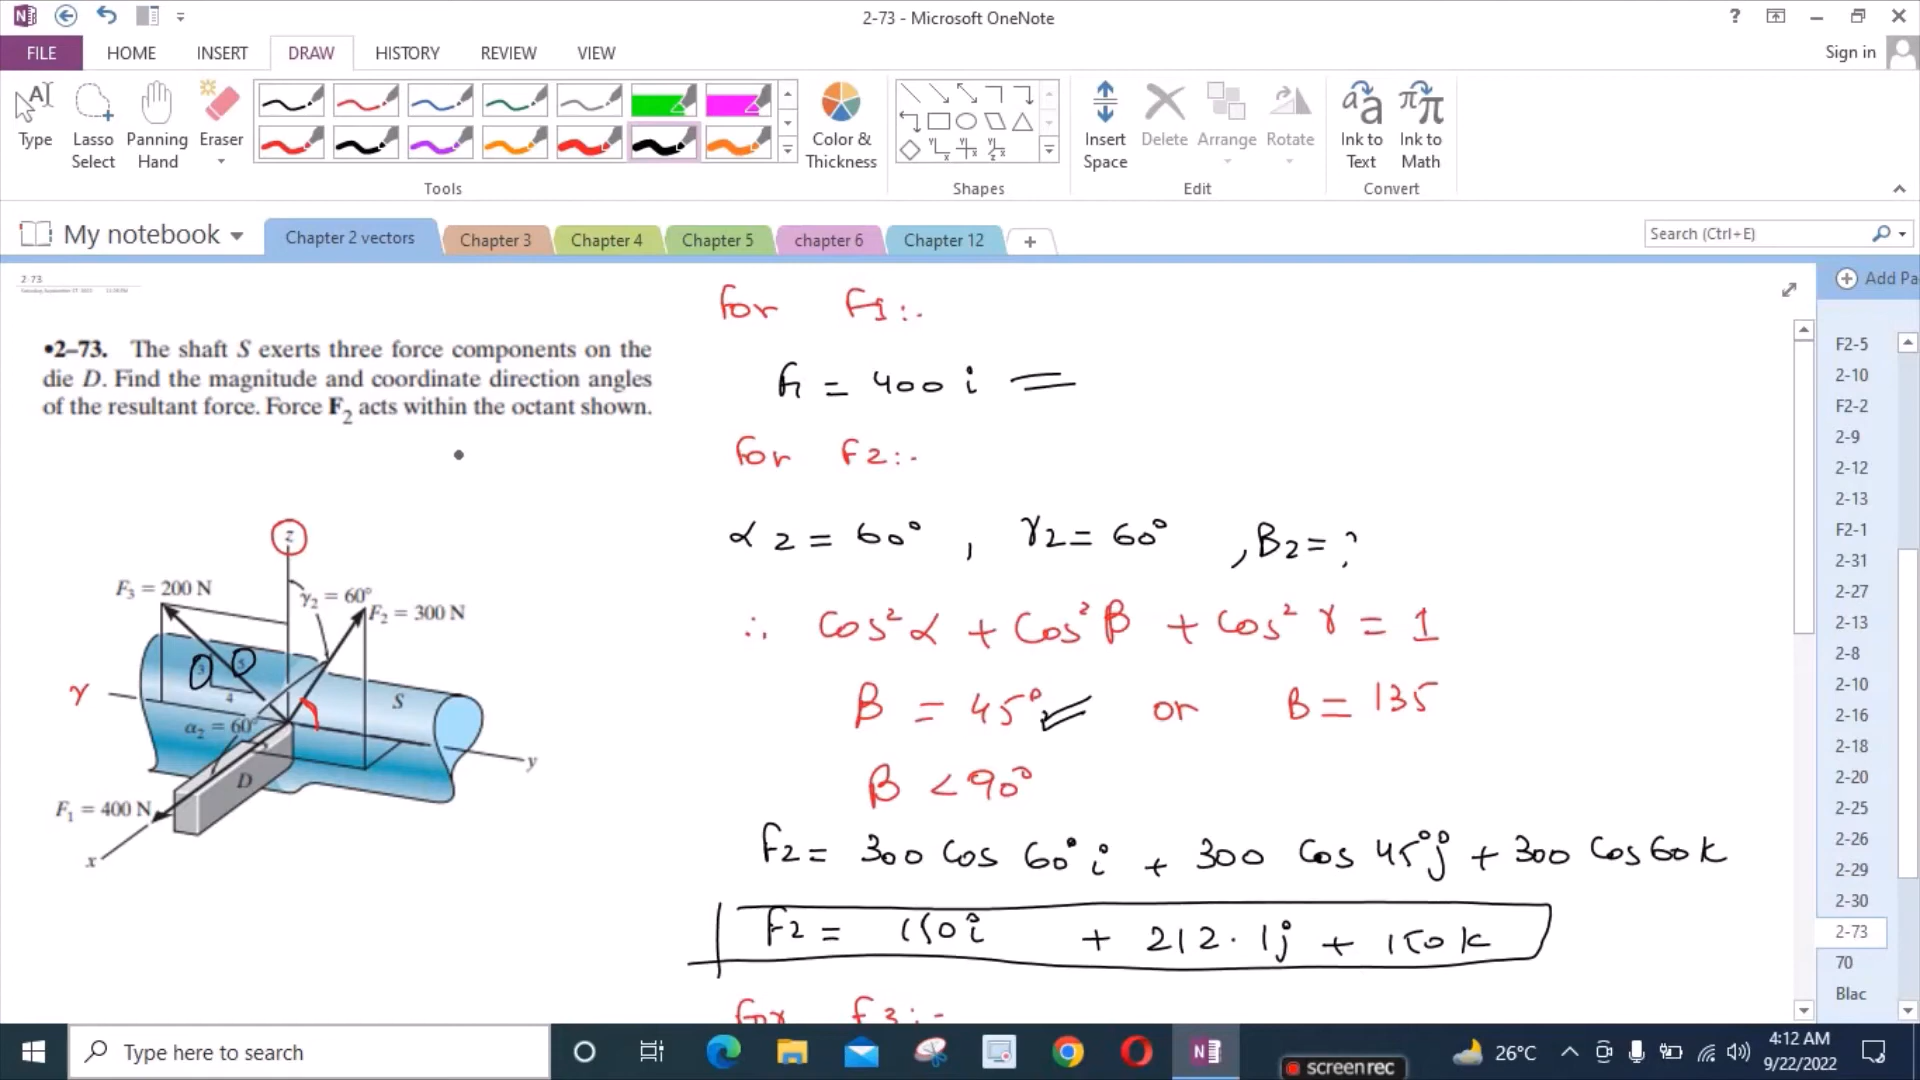 2-73 - Microsoft OneNote
FILE HOME INSERT DRAW HISTORY REVIEW VIEW
Sign in
Type
Lasso Select
Panning Hand
Eraser
Color & Thickness
Insert Space
Delete
Arrange
Rotate
Ink to Text
Ink to Math
Tools
Shapes
Edit
Convert
My notebook
Chapter 2 vectors
Chapter 3
Chapter 4
Chapter 5
chapter 6
Chapter 12
Search (Ctrl+E)
Add Pa
2-73
•2–73. The shaft S exerts three force components on the
die D. Find the magnitude and coordinate direction angles
of the resultant force. Force F2 acts within the octant shown.
z
F3 = 200 N
γ2 = 60°
F2 = 300 N
3
5
4
S
α2 = 60°
y
D
F1 = 400 N
x
For F1:-
F1 = 400 i
For F2:-
α2 = 60° , γ2 = 60° , B2 = ?
∴ Cos²α + Cos²β + Cos²γ = 1
B = 45° or B = 135
B < 90°
F2 = 300 Cos 60° i + 300 Cos 45° j + 300 Cos 60 k
F2 = 150 i + 212.1 j + 150 k
For F3:-
F2-5
2-10
F2-2
2-9
2-12
2-13
F2-1
2-31
2-27
2-13
2-8
2-10
2-16
2-18
2-20
2-25
2-26
2-29
2-30
2-73
70
Blac
Type here to search
screenrec
26°C
4:12 AM
9/22/2022